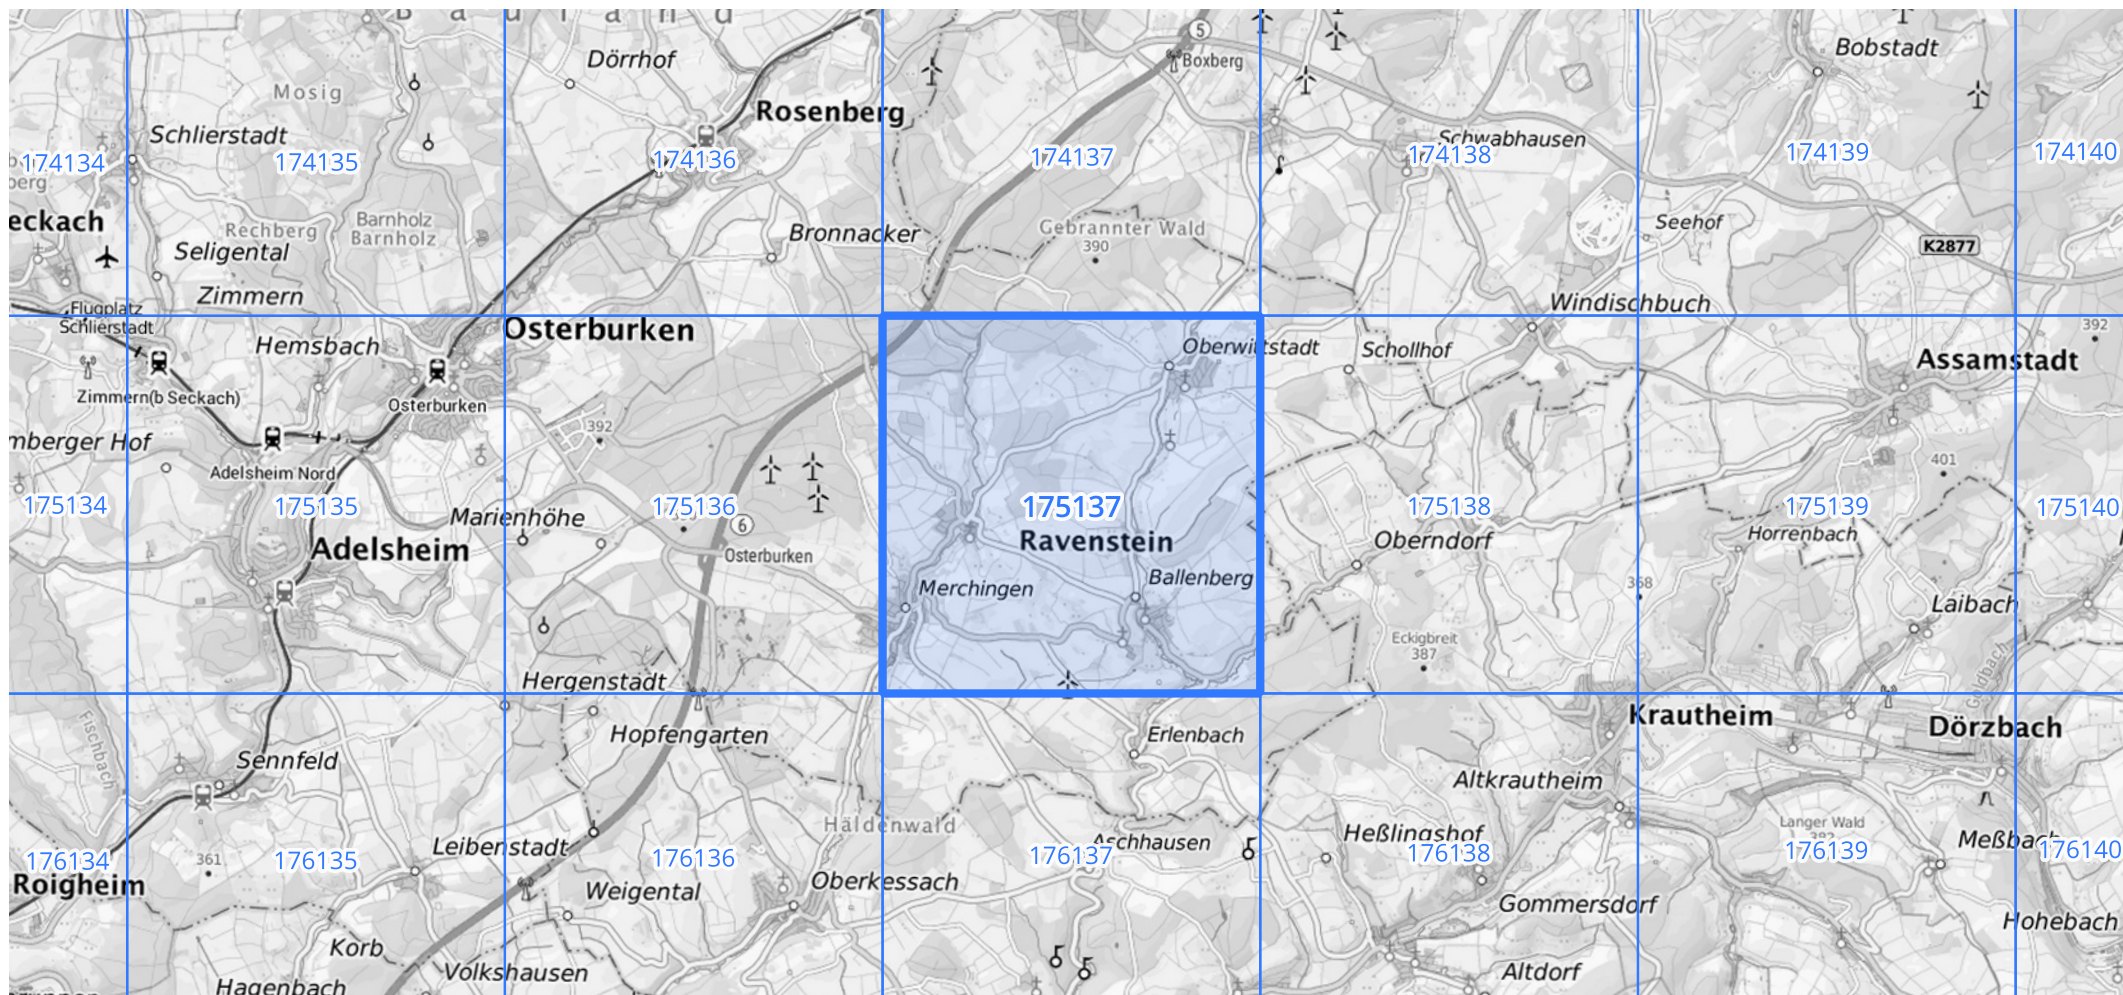 B a u l a n d
5
Boxberg
Bobstadt
Dörrhof
Mosig
Rosenberg
Schlierstadt
Schwabhausen
174134
174135
174136
174137
174138
174139
174140
berg
eckach
Rechberg
Barnholz
Barnholz
Seligental
Bronnacker
Gebrannter Wald
390
Seehof
K2877
Zimmern
Flugplatz
Schlierstadt
Windischbuch
Osterburken
Hemsbach
Oberwittstadt
Schollhof
392
Assamstadt
Zimmern(b Seckach)
Osterburken
392
mberger Hof
Adelsheim Nord
401
175134
175135
175136
175137
175138
175139
175140
Marienhöhe
6
Osterburken
Adelsheim
Ravenstein
Oberndorf
Horrenbach
Merchingen
Ballenberg
368
Laibach
Eckigbreit
387
Hergenstadt
Goldbach
Fischbach
Hopfengarten
Erlenbach
Krautheim
Dörzbach
Sennfeld
Altkrautheim
Häldenwald
Langer Wald
382
Leibenstadt
Aschhausen
Heßlingshof
Meßbach
361
176134
176135
176136
176137
176138
176139
176140
Roigheim
Weigental
Oberkessach
Gommersdorf
Hohebach
Korb
Volkshausen
Altdorf
Hagenbach